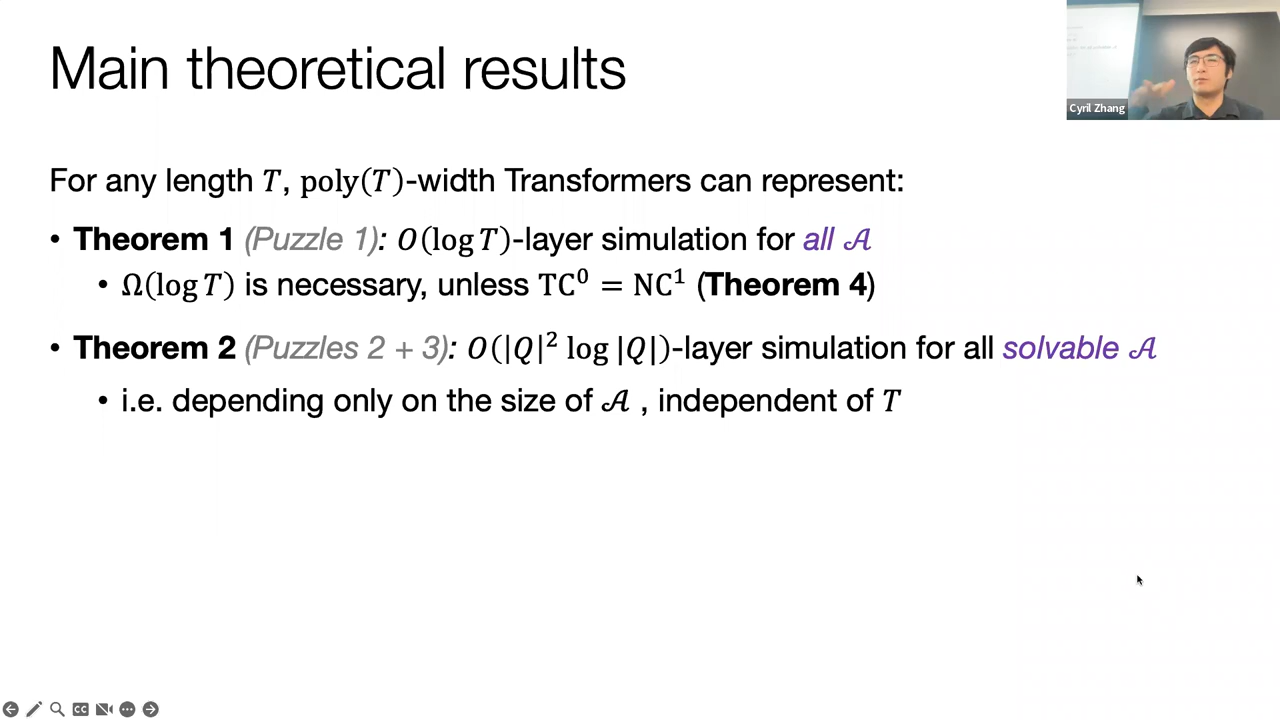 Main theoretical results
Cyril Zhang
For any length T, poly(T)-width Transformers can represent:
• Theorem 1 (Puzzle 1): O(log T)-layer simulation for all 𝒜
• Ω(log T) is necessary, unless TC⁰ = NC¹ (Theorem 4)
• Theorem 2 (Puzzles 2 + 3): O(|Q|² log |Q|)-layer simulation for all solvable 𝒜
• i.e. depending only on the size of 𝒜 , independent of T